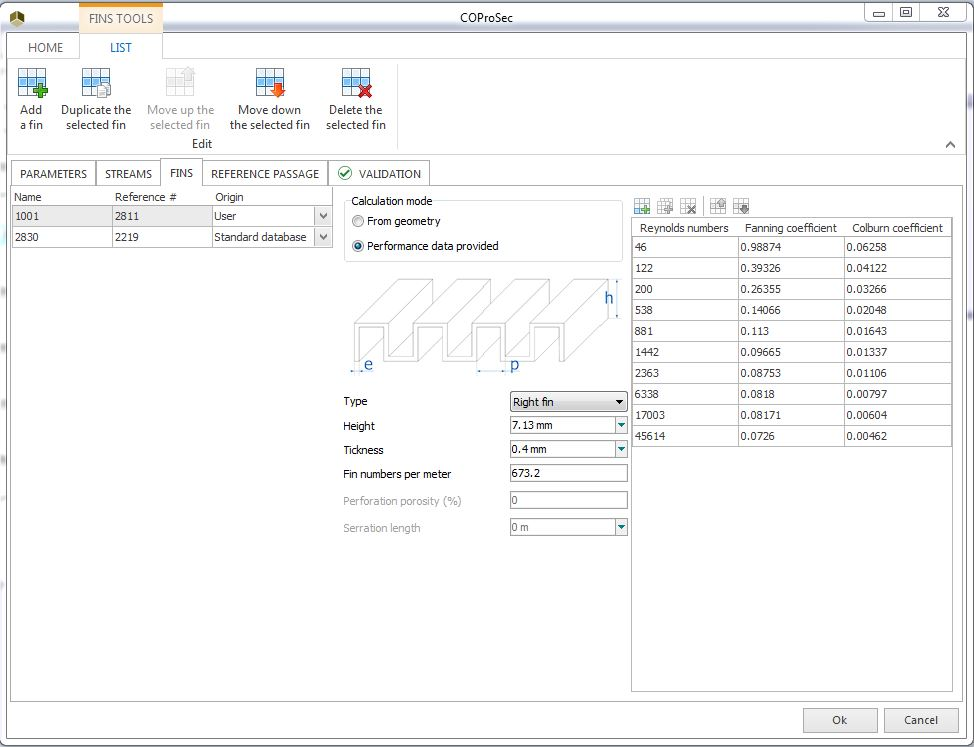 FINS TOOLS
COProSec
HOME
LIST
Add
a fin
Duplicate the
selected fin
Move up the
selected fin
Move down
the selected fin
Delete the
selected fin
Edit
PARAMETERS
STREAMS
FINS
REFERENCE PASSAGE
VALIDATION
Name Reference # Origin
1001 2811 User
2830 2219 Standard database
Calculation mode
From geometry
Performance data provided
h
e
p
Type Right fin
Height 7.13 mm
Tickness 0.4 mm
Fin numbers per meter 673.2
Perforation porosity (%) 0
Serration length 0 m
Reynolds numbers Fanning coefficient Colburn coefficient
46 0.98874 0.06258
122 0.39326 0.04122
200 0.26355 0.03266
538 0.14066 0.02048
881 0.113 0.01643
1442 0.09665 0.01337
2363 0.08753 0.01106
6338 0.0818 0.00797
17003 0.08171 0.00604
45614 0.0726 0.00462
Ok
Cancel